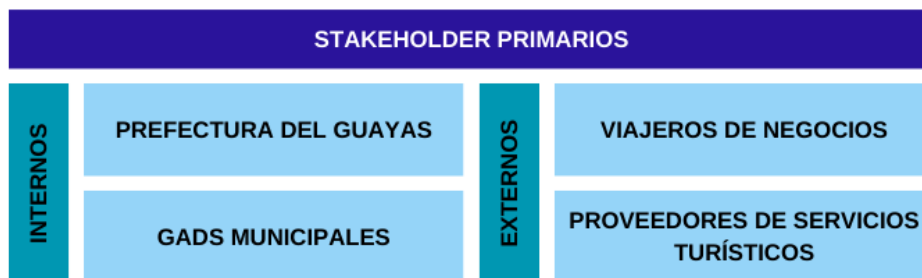 STAKEHOLDER PRIMARIOS
INTERNOS
PREFECTURA DEL GUAYAS
GADS MUNICIPALES
EXTERNOS
VIAJEROS DE NEGOCIOS
PROVEEDORES DE SERVICIOS
TURÍSTICOS